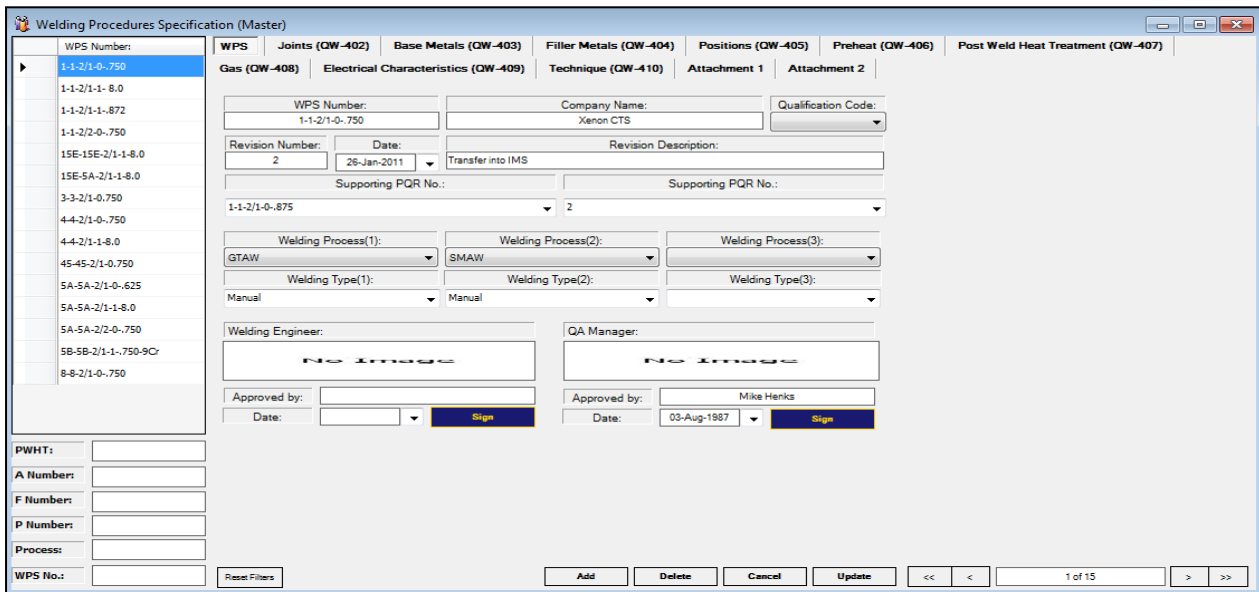 Welding Procedures Specification (Master)
WPS Number:
1-1-2/1-0-.750
1-1-2/1-1- 8.0
1-1-2/1-1-.872
1-1-2/2-0-.750
15E-15E-2/1-1-8.0
15E-5A-2/1-1-8.0
3-3-2/1-0.750
4-4-2/1-0-.750
4-4-2/1-1-8.0
45-45-2/1-0.750
5A-5A-2/1-0-.625
5A-5A-2/1-1-8.0
5A-5A-2/2-0-.750
5B-5B-2/1-1-.750-9Cr
8-8-2/1-0-.750
PWHT:
A Number:
F Number:
P Number:
Process:
WPS No.:
WPS Joints (QW-402) Base Metals (QW-403) Filler Metals (QW-404) Positions (QW-405) Preheat (QW-406) Post Weld Heat Treatment (QW-407)
Gas (QW-408) Electrical Characteristics (QW-409) Technique (QW-410) Attachment 1 Attachment 2
WPS Number: Company Name: Qualification Code:
1-1-2/1-0-.750 Xenon CTS
Revision Number: Date: Revision Description:
2 26-Jan-2011 Transfer into IMS
Supporting PQR No.: Supporting PQR No.:
1-1-2/1-0-.875 2
Welding Process(1): Welding Process(2): Welding Process(3):
GTAW SMAW
Welding Type(1): Welding Type(2): Welding Type(3):
Manual Manual
Welding Engineer: QA Manager:
No Image No Image
Approved by: Approved by: Mike Henks
Date: Sign Date: 03-Aug-1987 Sign
Reset Filters Add Delete Cancel Update << < 1 of 15 > >>